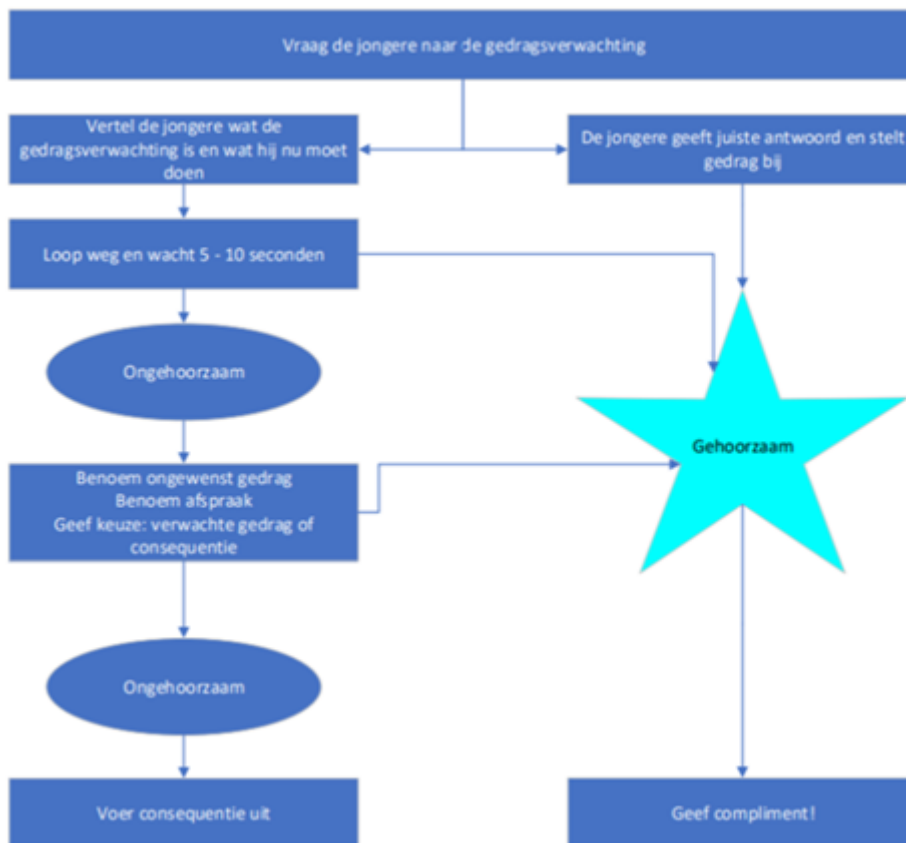 Vraag de jongere naar de gedragsverwachting
Vertel de jongere wat de
gedragsverwachting is en wat hij nu moet
doen
De jongere geeft juiste antwoord en stelt
gedrag bij
Loop weg en wacht 5 - 10 seconden
Ongehoorzaam
Gehoorzaam
Benoem ongewenst gedrag
Benoem afspraak
Geef keuze: verwachte gedrag of
consequentie
Ongehoorzaam
Voer consequentie uit
Geef compliment!